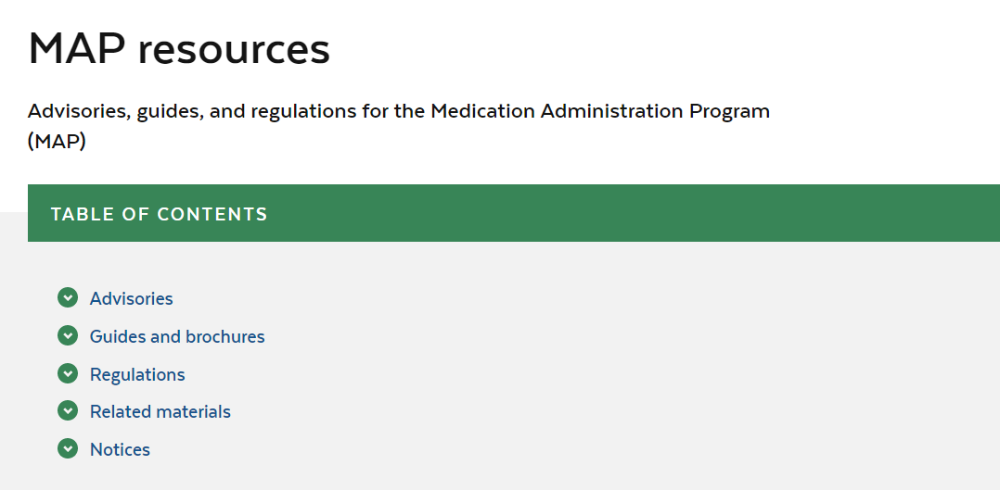 MAP resources
Advisories, guides, and regulations for the Medication Administration Program
(MAP)
TABLE OF CONTENTS
Advisories
Guides and brochures
Regulations
Related materials
Notices